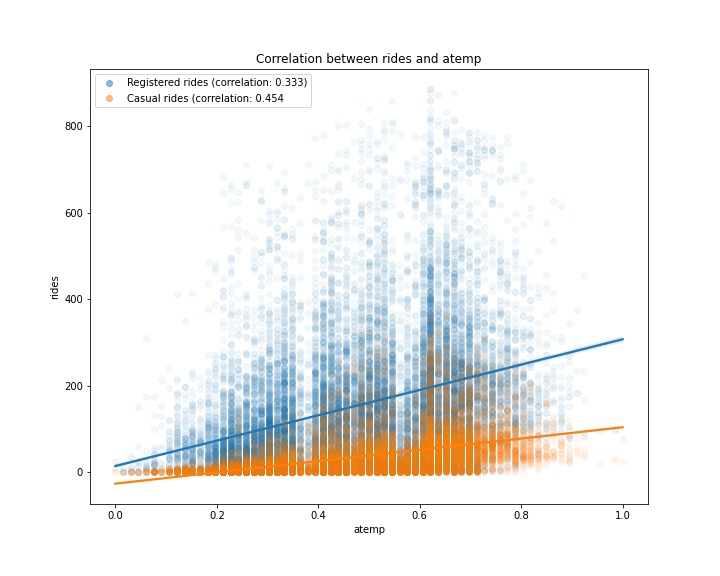 Correlation between rides and atemp
Registered rides (correlation: 0.333)
Casual rides (correlation: 0.454
800
600
400
200
0
rides
0.0 0.2 0.4 0.6 0.8 1.0
atemp